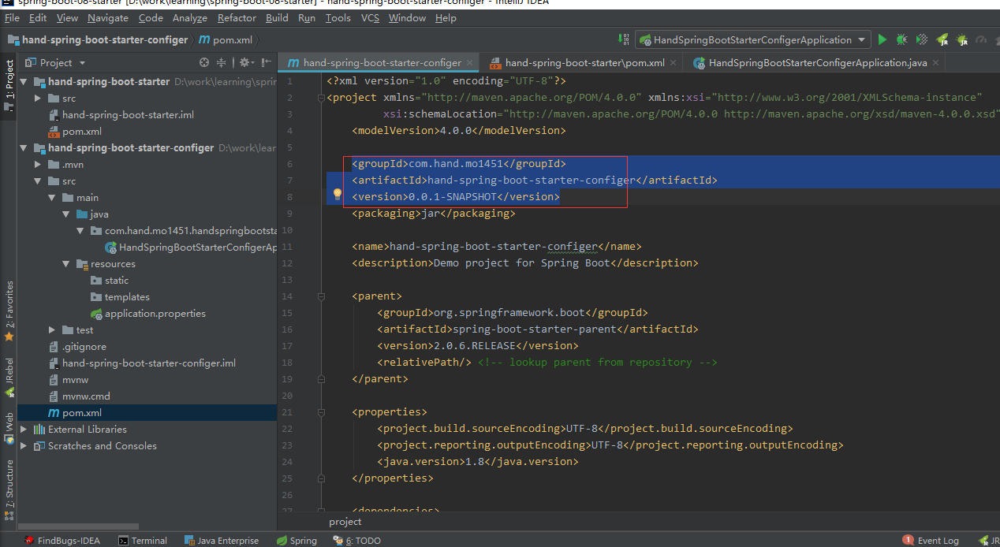 spring-boot-08-starter [D:\work\learning\spring-boot-08-starter] - hand-spring-boot-starter-configer - IntelliJ IDEA
File Edit View Navigate Code Analyze Refactor Build Run Tools VCS Window Help
hand-spring-boot-starter-configer pom.xml HandSpringBootStarterConfigerApplication
1: Project
2: Favorites
JRebel
Web
7: Structure
Project
hand-spring-boot-starter D:\work\learning\sprir
src
hand-spring-boot-starter.iml
pom.xml
hand-spring-boot-starter-configer D:\work\lear
.mvn
src
main
java
com.hand.mo1451.handspringbootsta
HandSpringBootStarterConfigerAp
resources
static
templates
application.properties
test
.gitignore
hand-spring-boot-starter-configer.iml
mvnw
mvnw.cmd
pom.xml
External Libraries
Scratches and Consoles
hand-spring-boot-starter-configer hand-spring-boot-starter\pom.xml HandSpringBootStarterConfigerApplication.java
1 <?xml version="1.0" encoding="UTF-8"?>
2 <project xmlns="http://maven.apache.org/POM/4.0.0" xmlns:xsi="http://www.w3.org/2001/XMLSchema-instance"
3 xsi:schemaLocation="http://maven.apache.org/POM/4.0.0 http://maven.apache.org/xsd/maven-4.0.0.xsd"
4 <modelVersion>4.0.0</modelVersion>
5
6 <groupId>com.hand.mo1451</groupId>
7 <artifactId>hand-spring-boot-starter-configer</artifactId>
8 <version>0.0.1-SNAPSHOT</version>
9 <packaging>jar</packaging>
10
11 <name>hand-spring-boot-starter-configer</name>
12 <description>Demo project for Spring Boot</description>
13
14 <parent>
15 <groupId>org.springframework.boot</groupId>
16 <artifactId>spring-boot-starter-parent</artifactId>
17 <version>2.0.6.RELEASE</version>
18 <relativePath/> <!-- lookup parent from repository -->
19 </parent>
20
21 <properties>
22 <project.build.sourceEncoding>UTF-8</project.build.sourceEncoding>
23 <project.reporting.outputEncoding>UTF-8</project.reporting.outputEncoding>
24 <java.version>1.8</java.version>
25 </properties>
26
27 <dependencies>
project
FindBugs-IDEA Terminal Java Enterprise Spring 6: TODO 1 Event Log JR